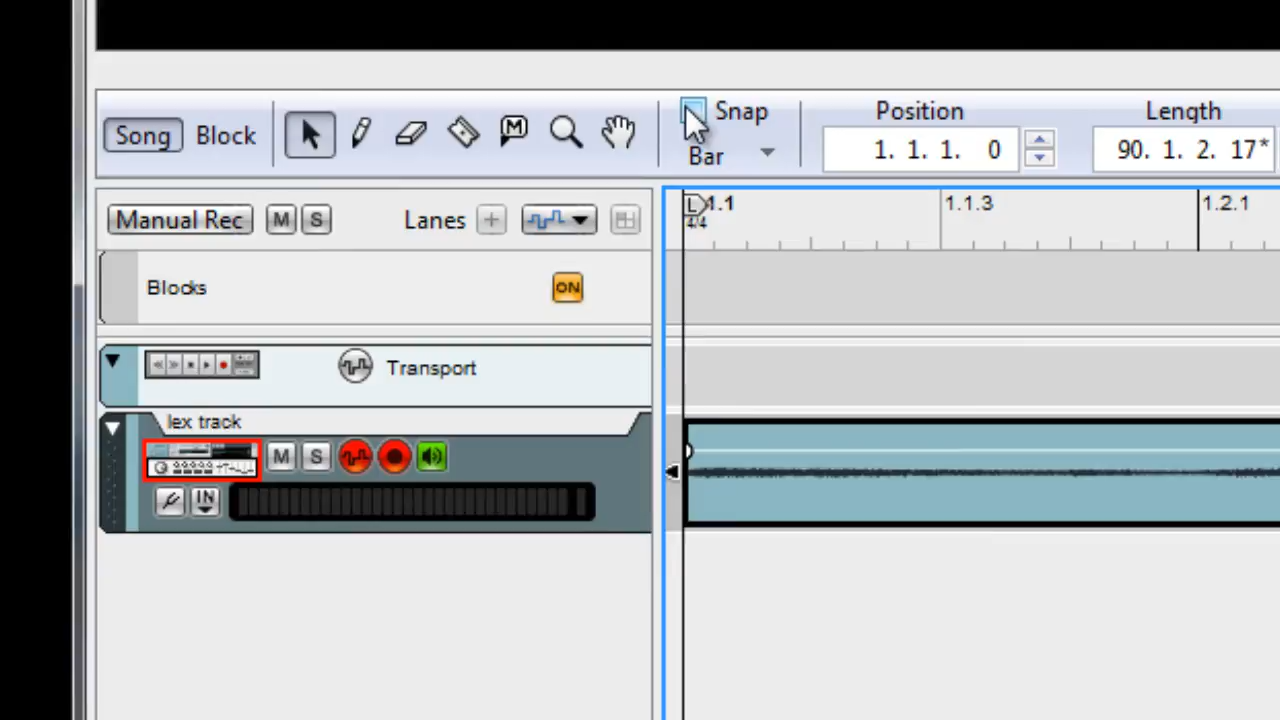 Snap Position Length
Song Block M Bar 1. 1. 1. 0 90. 1. 2. 17*
Manual Rec M S Lanes + L 1.1 1.1.3 1.2.1
4/4
Blocks ON
Transport
lex track
M S
IN